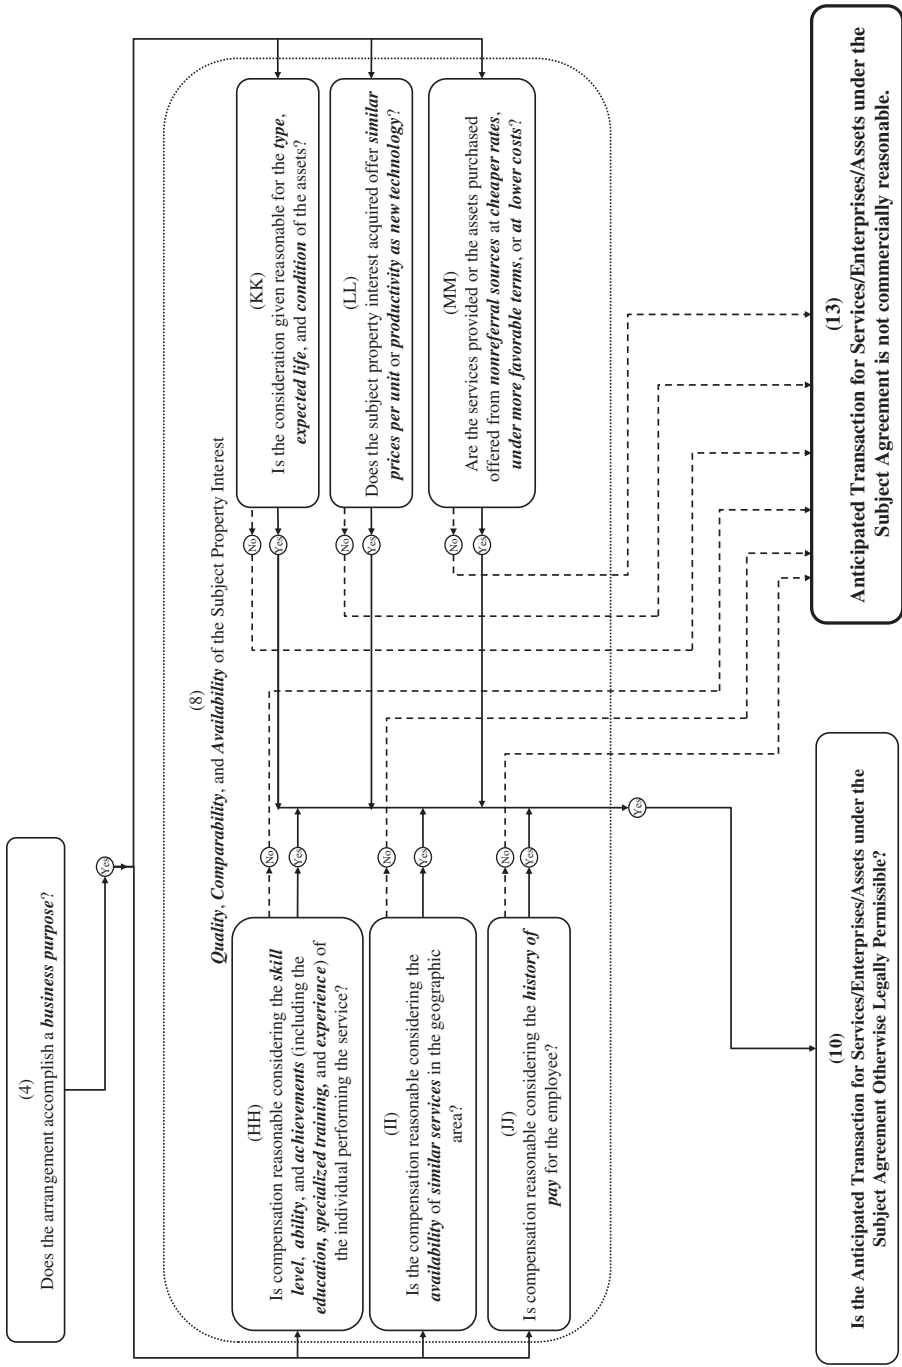 (4)
Does the arrangement accomplish a business purpose?
Yes
(8)
Quality, Comparability, and Availability of the Subject Property Interest
(HH)
Is compensation reasonable considering the skill
level, ability, and achievements (including the
education, specialized training, and experience) of
the individual performing the service?
No
Yes
(II)
Is the compensation reasonable considering the
availability of similar services in the geographic
area?
No
Yes
(JJ)
Is compensation reasonable considering the history of
pay for the employee?
No
Yes
(KK)
Is the consideration given reasonable for the type,
expected life, and condition of the assets?
No
Yes
(LL)
Does the subject property interest acquired offer similar
prices per unit or productivity as new technology?
No
Yes
(MM)
Are the services provided or the assets purchased
offered from nonreferral sources at cheaper rates,
under more favorable terms, or at lower costs?
No
Yes
Yes
(10)
Is the Anticipated Transaction for Services/Enterprises/Assets under the
Subject Agreement Otherwise Legally Permissible?
(13)
Anticipated Transaction for Services/Enterprises/Assets under the
Subject Agreement is not commercially reasonable.